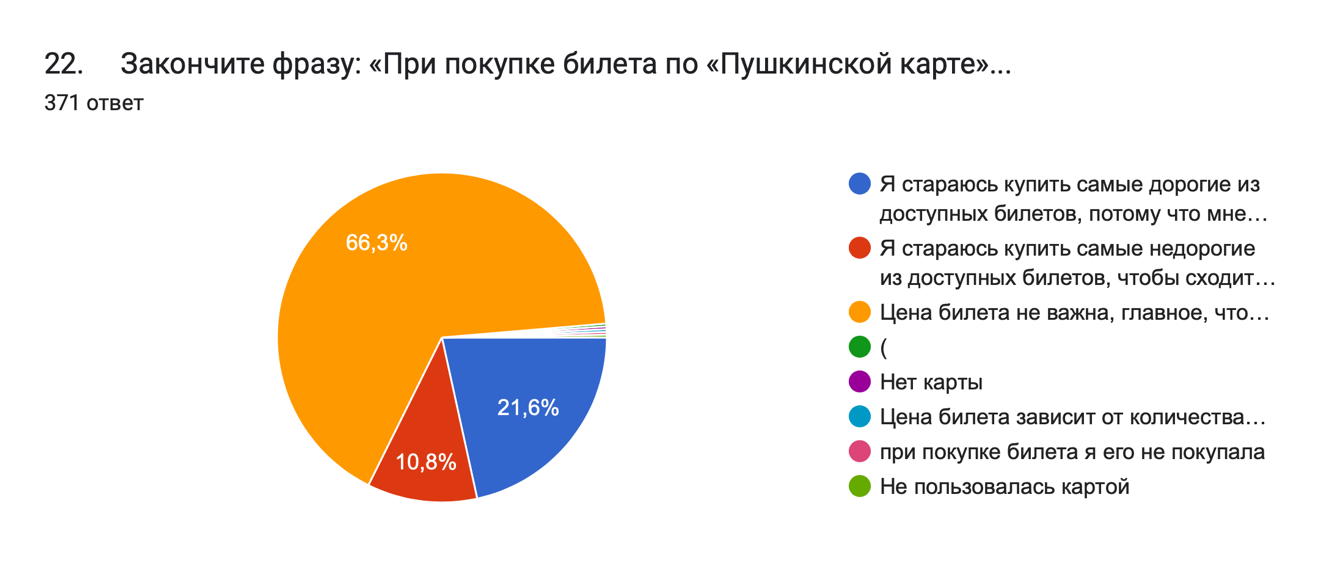 22. Закончите фразу: «При покупке билета по «Пушкинской карте»...
371 ответ
66,3%
21,6%
10,8%
Я стараюсь купить самые дорогие из
доступных билетов, потому что мне…
Я стараюсь купить самые недорогие
из доступных билетов, чтобы сходит…
Цена билета не важна, главное, что…
(
Нет карты
Цена билета зависит от количества…
при покупке билета я его не покупала
Не пользовалась картой